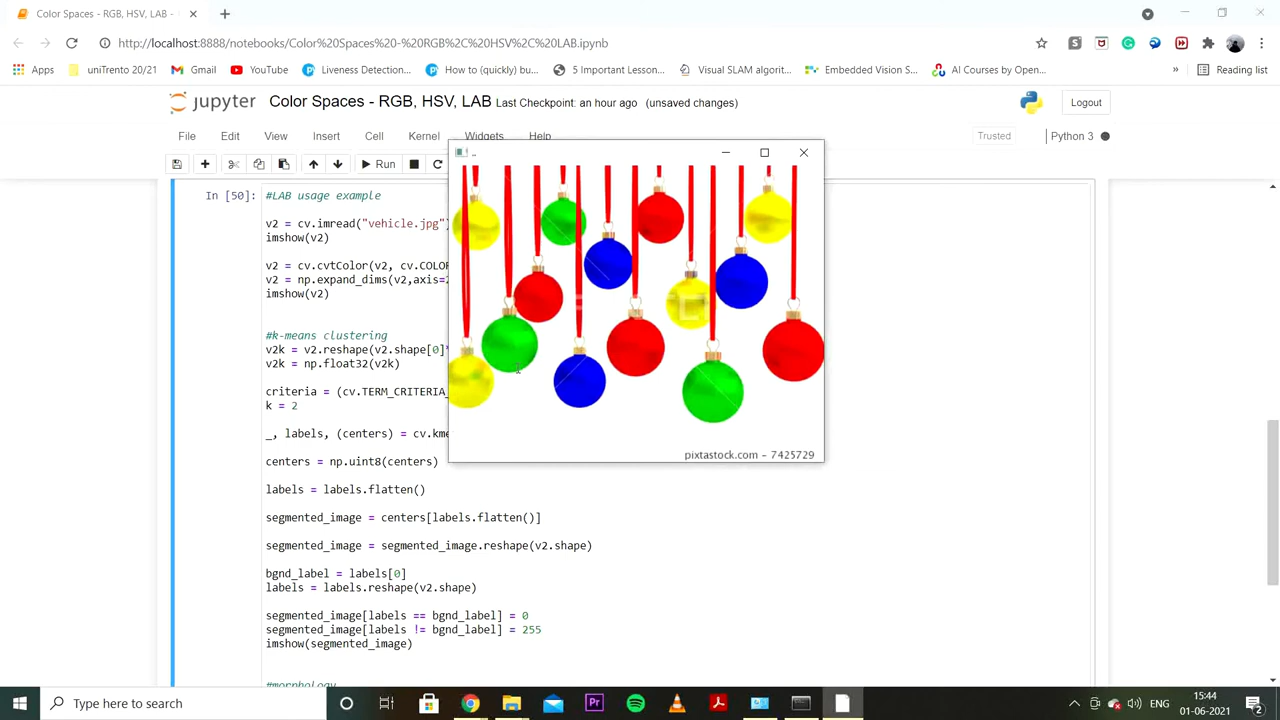 Color Spaces - RGB, HSV, LAB -
http://localhost:8888/notebooks/Color%20Spaces%20-%20RGB%2C%20HSV%2C%20LAB.ipynb
Apps uniTrento 20/21 Gmail YouTube Liveness Detection... How to (quickly) bu... 5 Important Lesson... Visual SLAM algorit... Embedded Vision S... AI Courses by Open... » Reading list
jupyter Color Spaces - RGB, HSV, LAB Last Checkpoint: an hour ago (unsaved changes) Logout
File Edit View Insert Cell Kernel Widgets Help Trusted Python 3
Run
In [50]: #LAB usage example
v2 = cv.imread("vehicle.jpg")
imshow(v2)
v2 = cv.cvtColor(v2, cv.COLO
v2 = np.expand_dims(v2,axis=2
imshow(v2)
#k-means clustering
v2k = v2.reshape(v2.shape[0]*
v2k = np.float32(v2k)
criteria = (cv.TERM_CRITERIA_
k = 2
_, labels, (centers) = cv.kme
centers = np.uint8(centers)
labels = labels.flatten()
segmented_image = centers[labels.flatten()]
segmented_image = segmented_image.reshape(v2.shape)
bgnd_label = labels[0]
labels = labels.reshape(v2.shape)
segmented_image[labels == bgnd_label] = 0
segmented_image[labels != bgnd_label] = 255
imshow(segmented_image)
#morphology
pixtastock.com - 7425729
Type here to search
ENG
15:44
01-06-2021
2